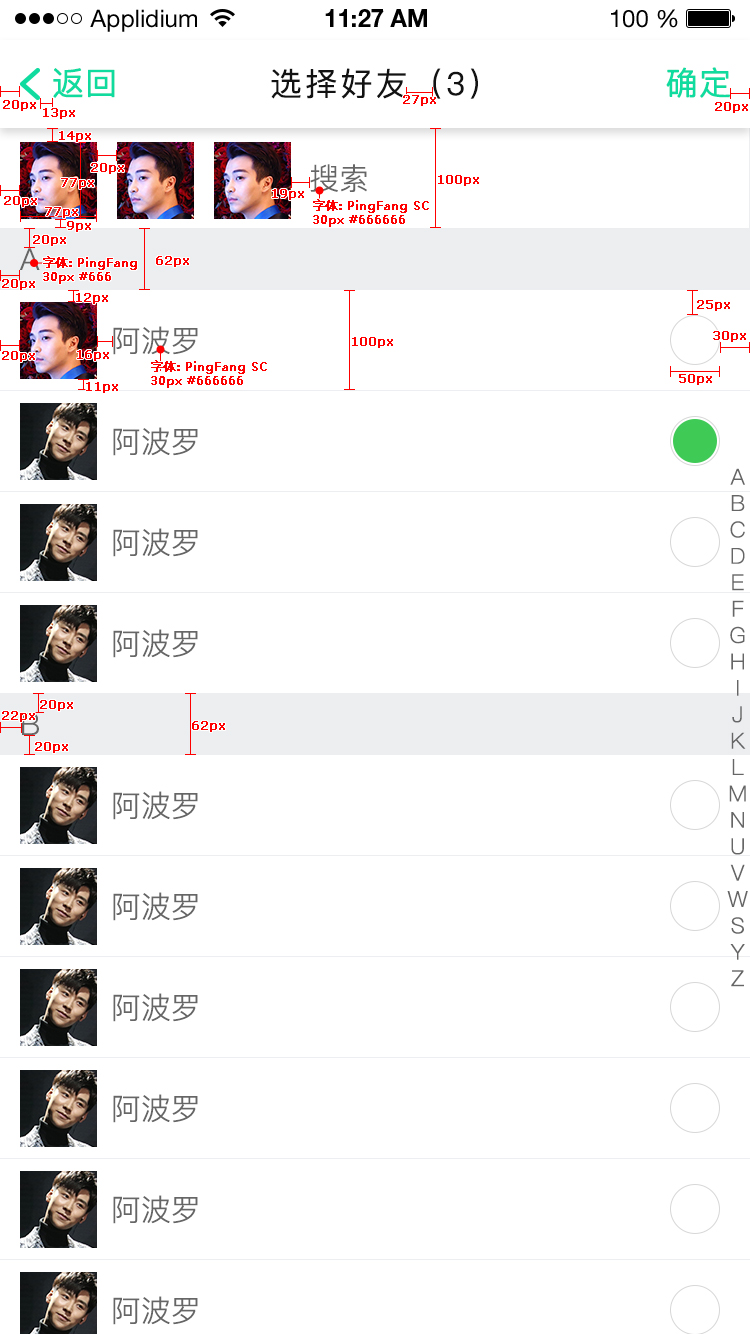 Applidium 11:27 AM 100 %
返回 选择好友（3） 确定
20px 13px 27px 20px
14px
20px
77px
19px
搜索
100px
20px
77px
字体: PingFang SC
30px #666666
9px
20px
A
字体: PingFang
30px #666
62px
20px
12px
25px
阿波罗
30px
20px
16px
100px
字体: PingFang SC
30px #666666
50px
11px
阿波罗
阿波罗
阿波罗
20px
22px
B
62px
20px
阿波罗
阿波罗
阿波罗
阿波罗
阿波罗
阿波罗
A
B
C
D
E
F
G
H
I
J
K
L
M
N
U
V
W
S
Y
Z